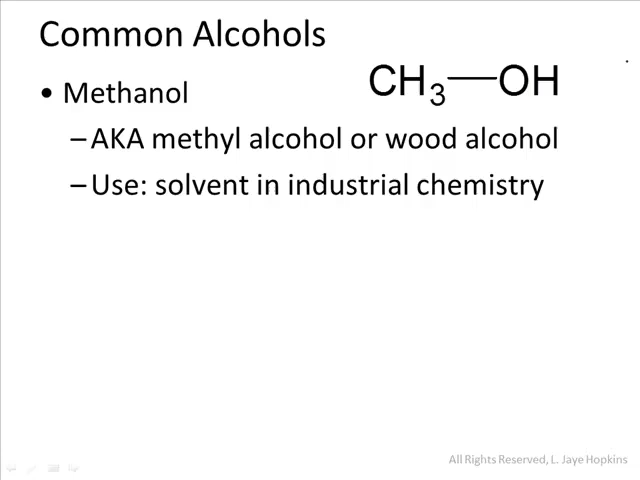 Common Alcohols
• Methanol
CH3—OH
–AKA methyl alcohol or wood alcohol
–Use: solvent in industrial chemistry
All Rights Reserved, L. Jaye Hopkins